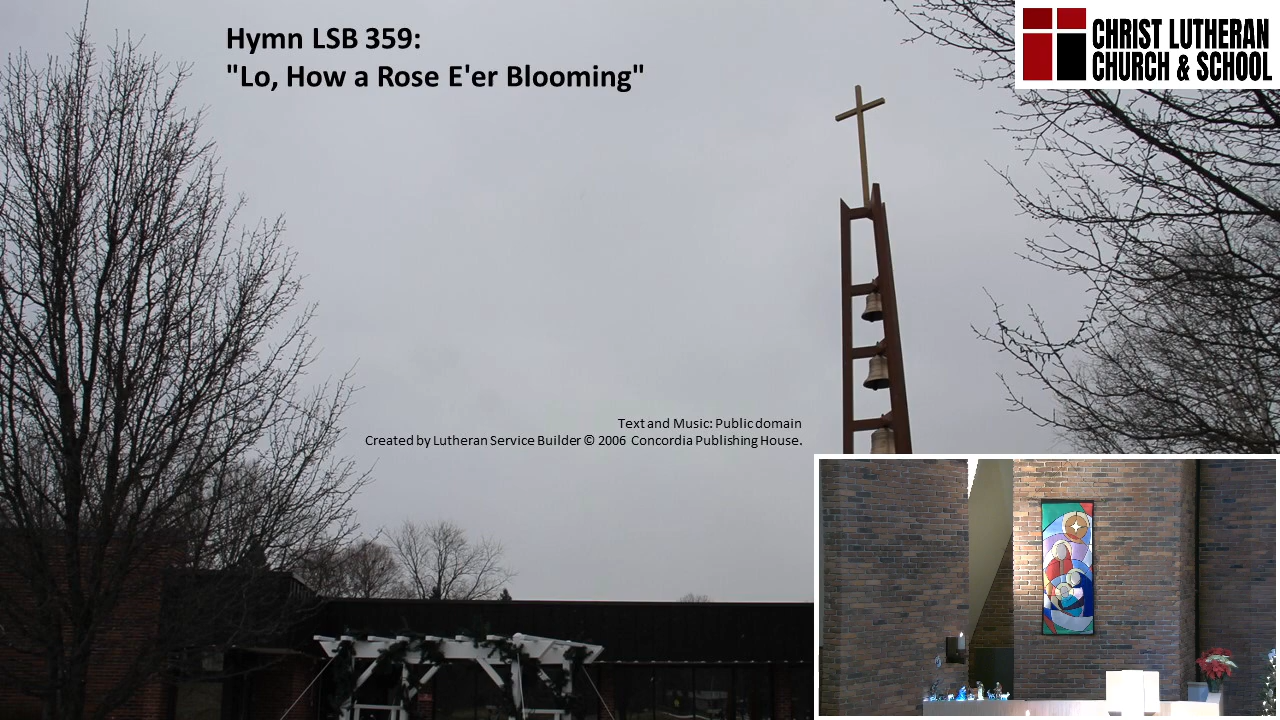 Hymn LSB 359:
"Lo, How a Rose E'er Blooming"
CHRIST LUTHERAN
CHURCH & SCHOOL
Text and Music: Public domain
Created by Lutheran Service Builder © 2006 Concordia Publishing House.